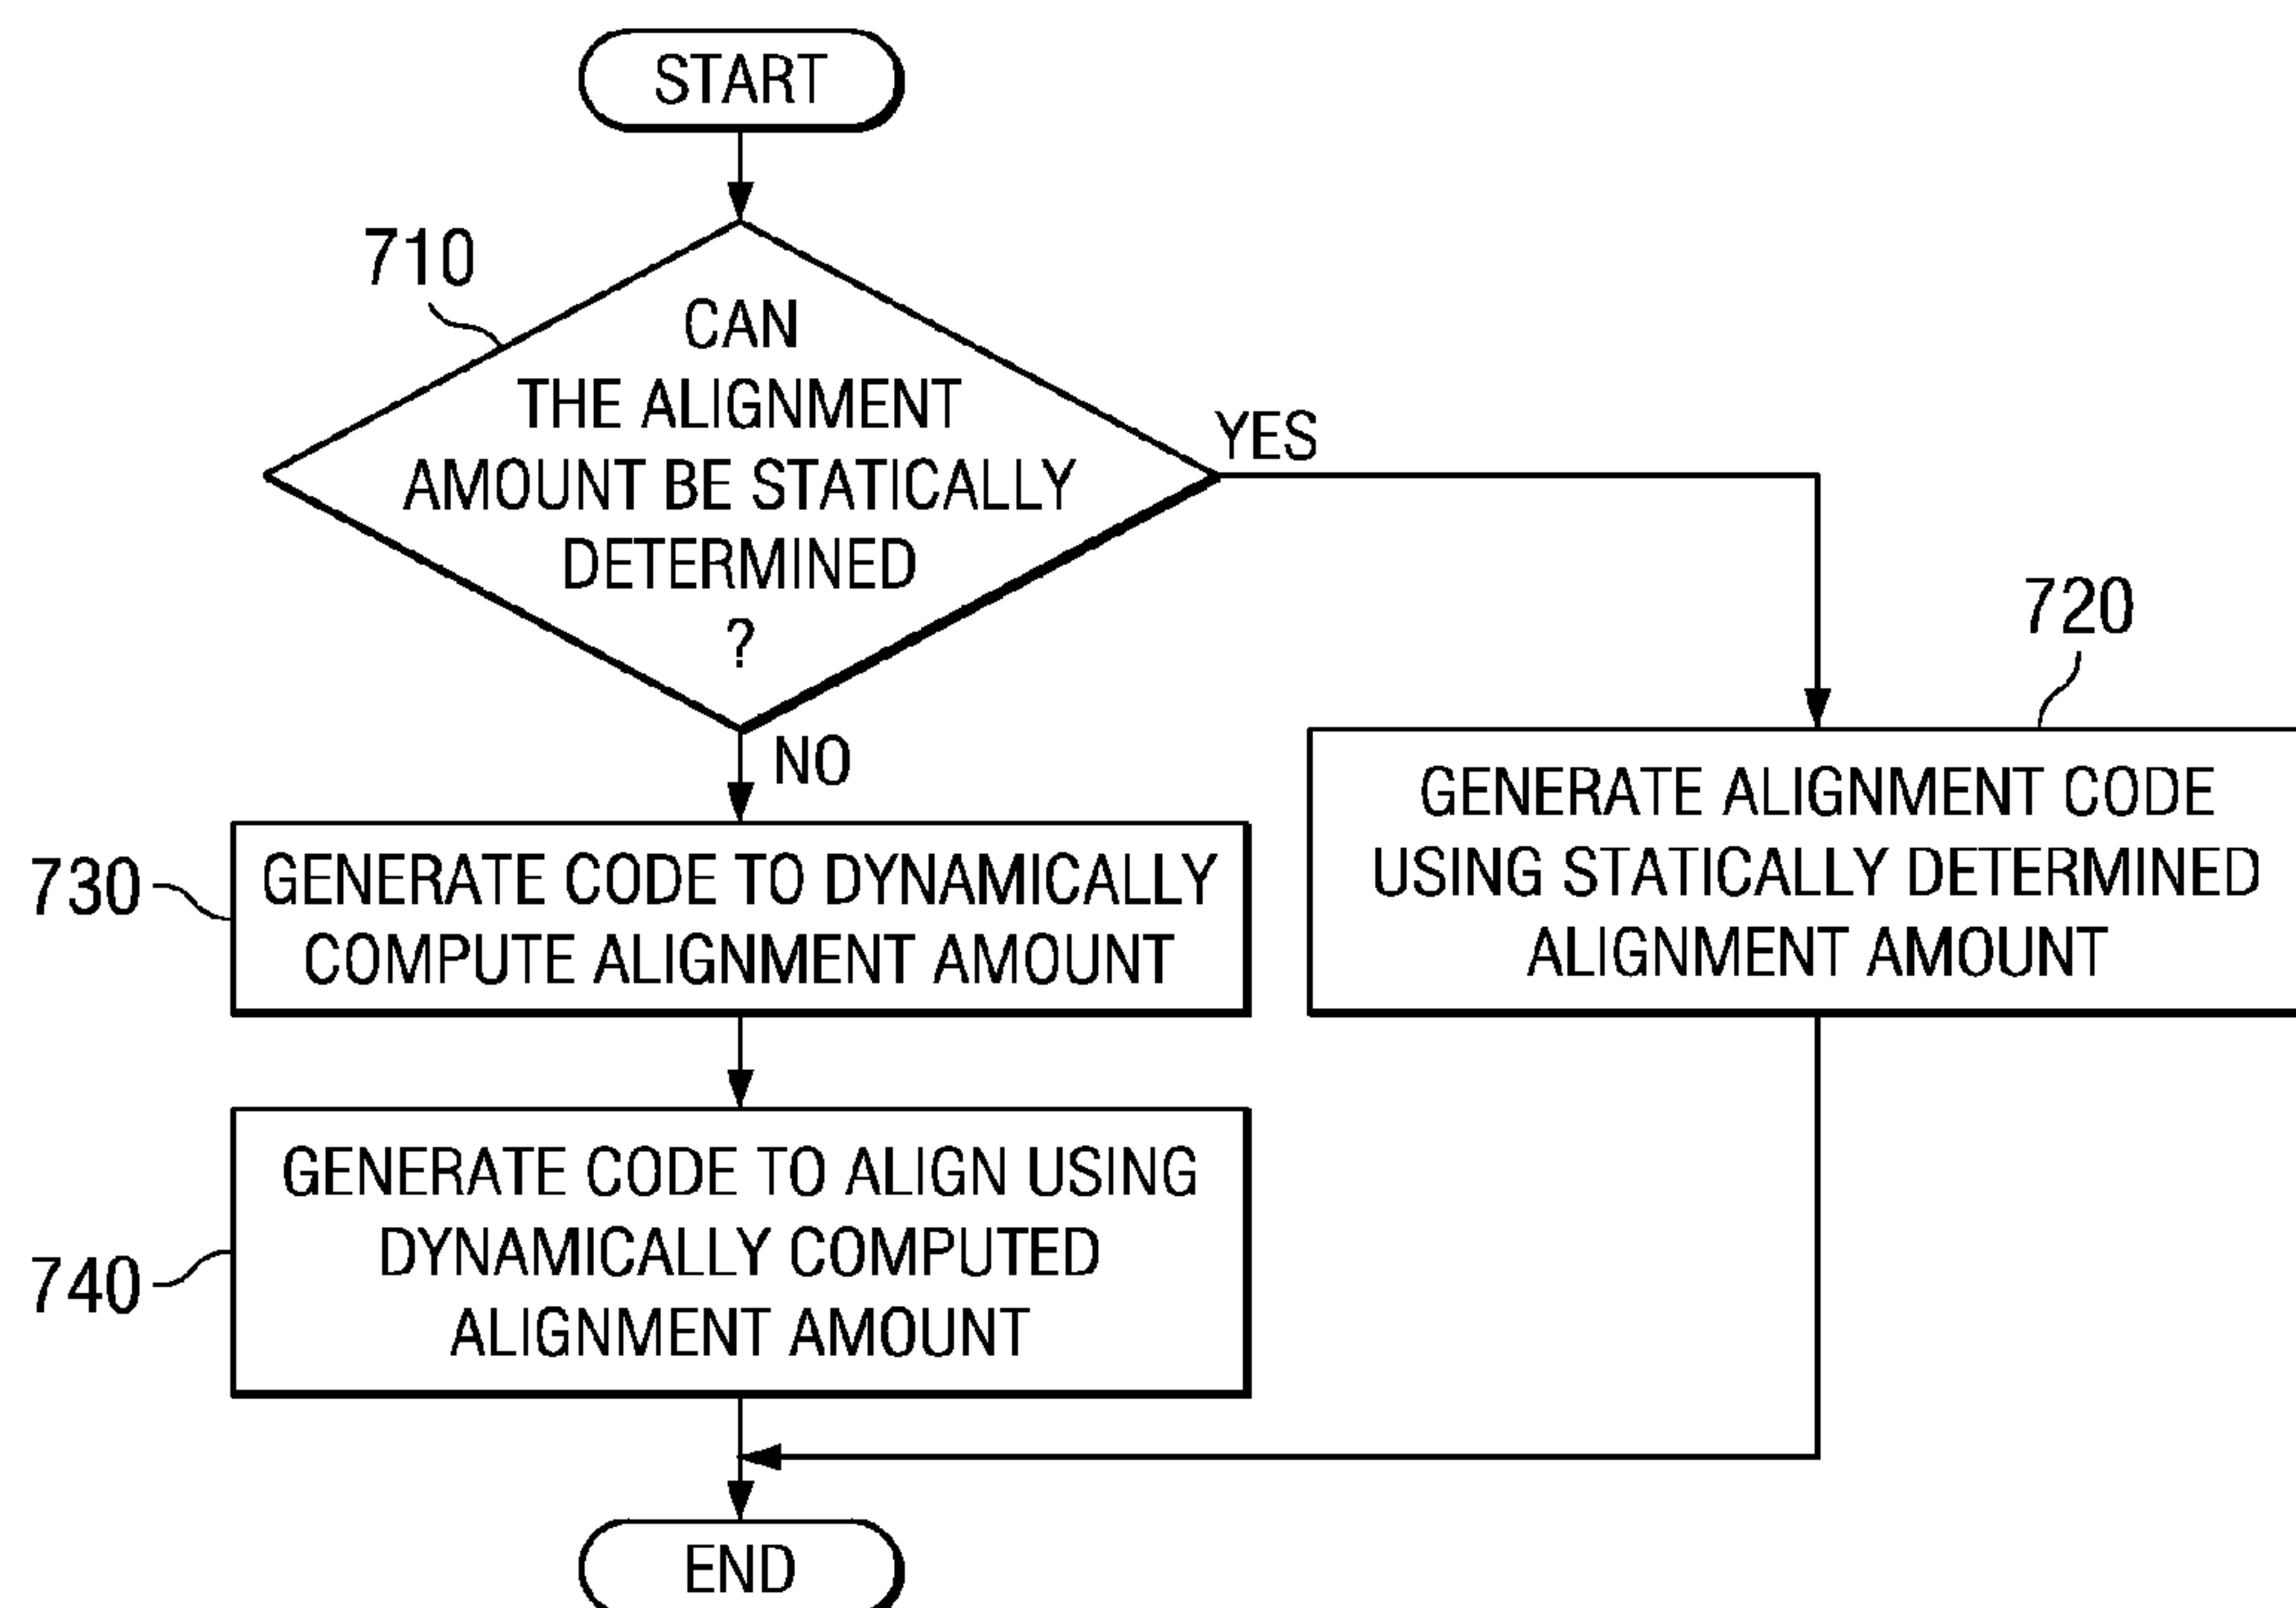 START
710
CAN
THE ALIGNMENT
AMOUNT BE STATICALLY
DETERMINED
?
YES
NO
720
GENERATE ALIGNMENT CODE
USING STATICALLY DETERMINED
ALIGNMENT AMOUNT
730
GENERATE CODE TO DYNAMICALLY
COMPUTE ALIGNMENT AMOUNT
740
GENERATE CODE TO ALIGN USING
DYNAMICALLY COMPUTED
ALIGNMENT AMOUNT
END